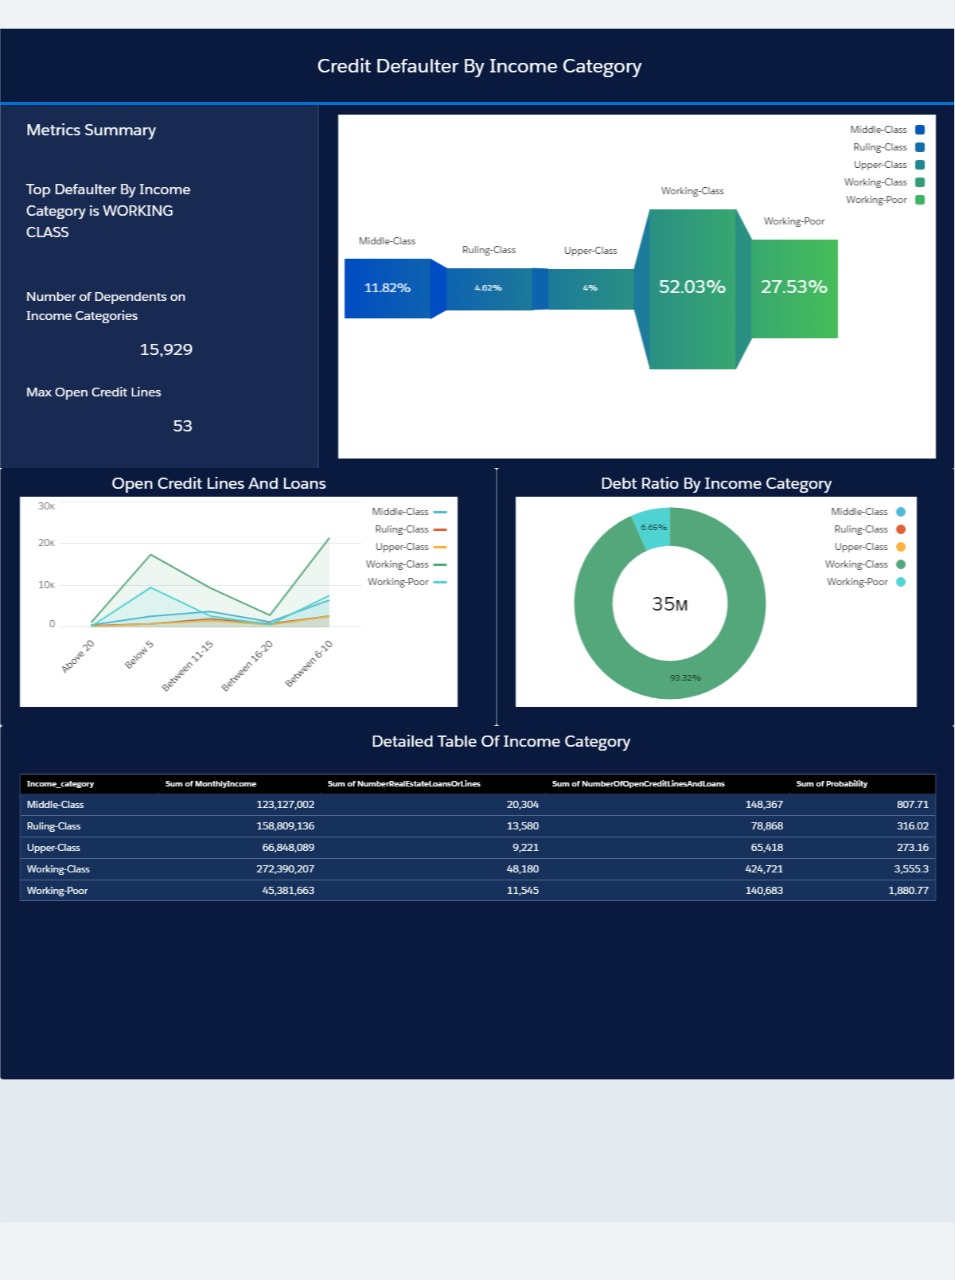 Credit Defaulter By Income Category
Metrics Summary
Top Defaulter By Income
Category is WORKING
CLASS
Number of Dependents on
Income Categories
15,929
Max Open Credit Lines
53
Middle-Class
Ruling-Class
Upper-Class
Working-Class
Working-Poor
Middle-Class
Ruling-Class
Upper-Class
Working-Class
Working-Poor
11.82%
4.62%
4%
52.03%
27.53%
Open Credit Lines And Loans
30K
20K
10K
0
Above 20
Below 5
Between 11-15
Between 16-20
Between 6-10
Middle-Class
Ruling-Class
Upper-Class
Working-Class
Working-Poor
Debt Ratio By Income Category
6.65%
35M
93.32%
Middle-Class
Ruling-Class
Upper-Class
Working-Class
Working-Poor
Detailed Table Of Income Category
Income_category Sum of MonthlyIncome Sum of NumberRealEstateLoansOrLines Sum of NumberOfOpenCreditLinesAndLoans Sum of Probability
Middle-Class 123,127,002 20,304 148,367 807.71
Ruling-Class 158,809,136 13,580 78,868 316.02
Upper-Class 66,848,089 9,221 65,418 273.16
Working-Class 272,390,207 48,180 424,721 3,555.3
Working-Poor 45,381,663 11,545 140,683 1,880.77